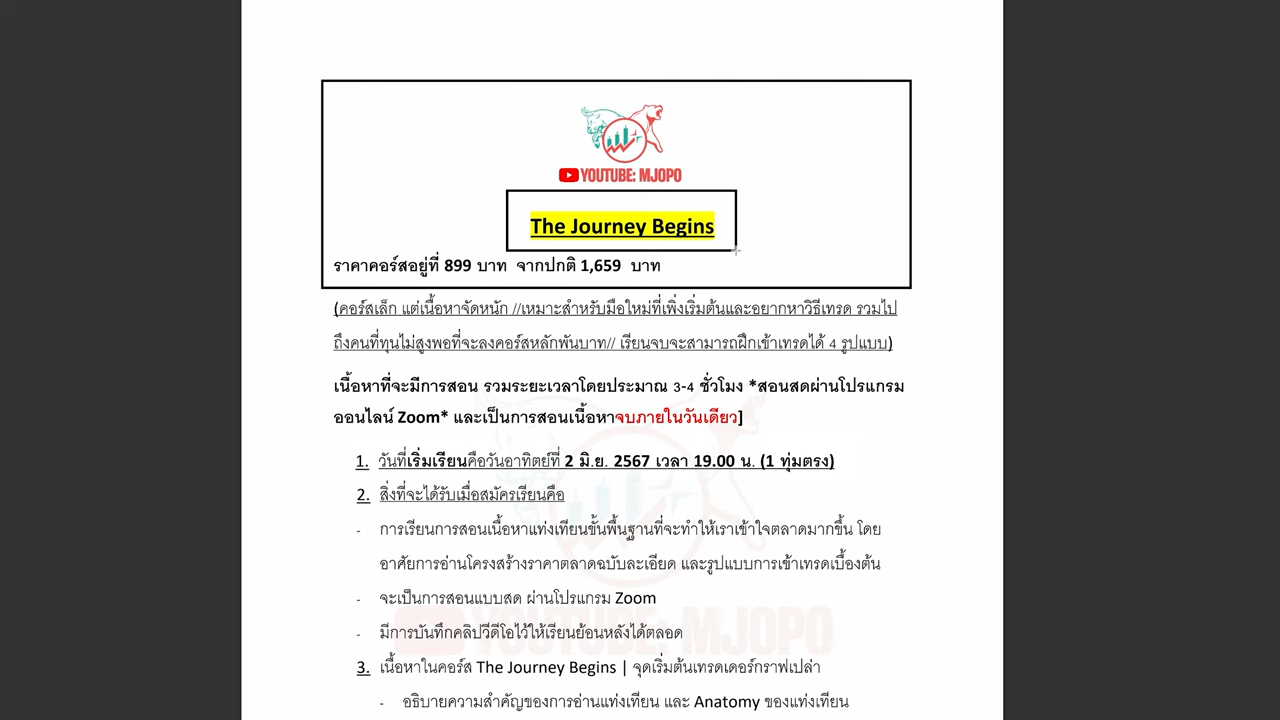 YOUTUBE: MJOPO
The Journey Begins
ราคาคอร์สอยู่ที่ 899 บาท จากปกติ 1,659 บาท
(คอร์สเล็ก แต่เนื้อหาจัดหนัก //เหมาะสำหรับมือใหม่ที่เพิ่งเริ่มต้นและอยากหาวิธีเทรด รวมไป
ถึงคนที่ทุนไม่สูงพอที่จะลงคอร์สหลักพันบาท// เรียนจบจะสามารถฝึกเข้าเทรดได้ 4 รูปแบบ)
เนื้อหาที่จะมีการสอน รวมระยะเวลาโดยประมาณ 3-4 ชั่วโมง *สอนสดผ่านโปรแกรม
ออนไลน์ Zoom* และเป็นการสอนเนื้อหาจบภายในวันเดียว]
1. วันที่เริ่มเรียนคือวันอาทิตย์ที่ 2 มิ.ย. 2567 เวลา 19.00 น. (1 ทุ่มตรง)
2. สิ่งที่จะได้รับเมื่อสมัครเรียนคือ
- การเรียนการสอนเนื้อหาแท่งเทียนขั้นพื้นฐานที่จะทำให้เราเข้าใจตลาดมากขึ้น โดย
อาศัยการอ่านโครงสร้างราคาตลาดฉบับละเอียด และรูปแบบการเข้าเทรดเบื้องต้น
- จะเป็นการสอนแบบสด ผ่านโปรแกรม Zoom
- มีการบันทึกคลิปวีดีโอไว้ให้เรียนย้อนหลังได้ตลอด
YOUTUBE: MJOPO
3. เนื้อหาในคอร์ส The Journey Begins | จุดเริ่มต้นเทรดเดอร์กราฟเปล่า
- อธิบายความสำคัญของการอ่านแท่งเทียน และ Anatomy ของแท่งเทียน